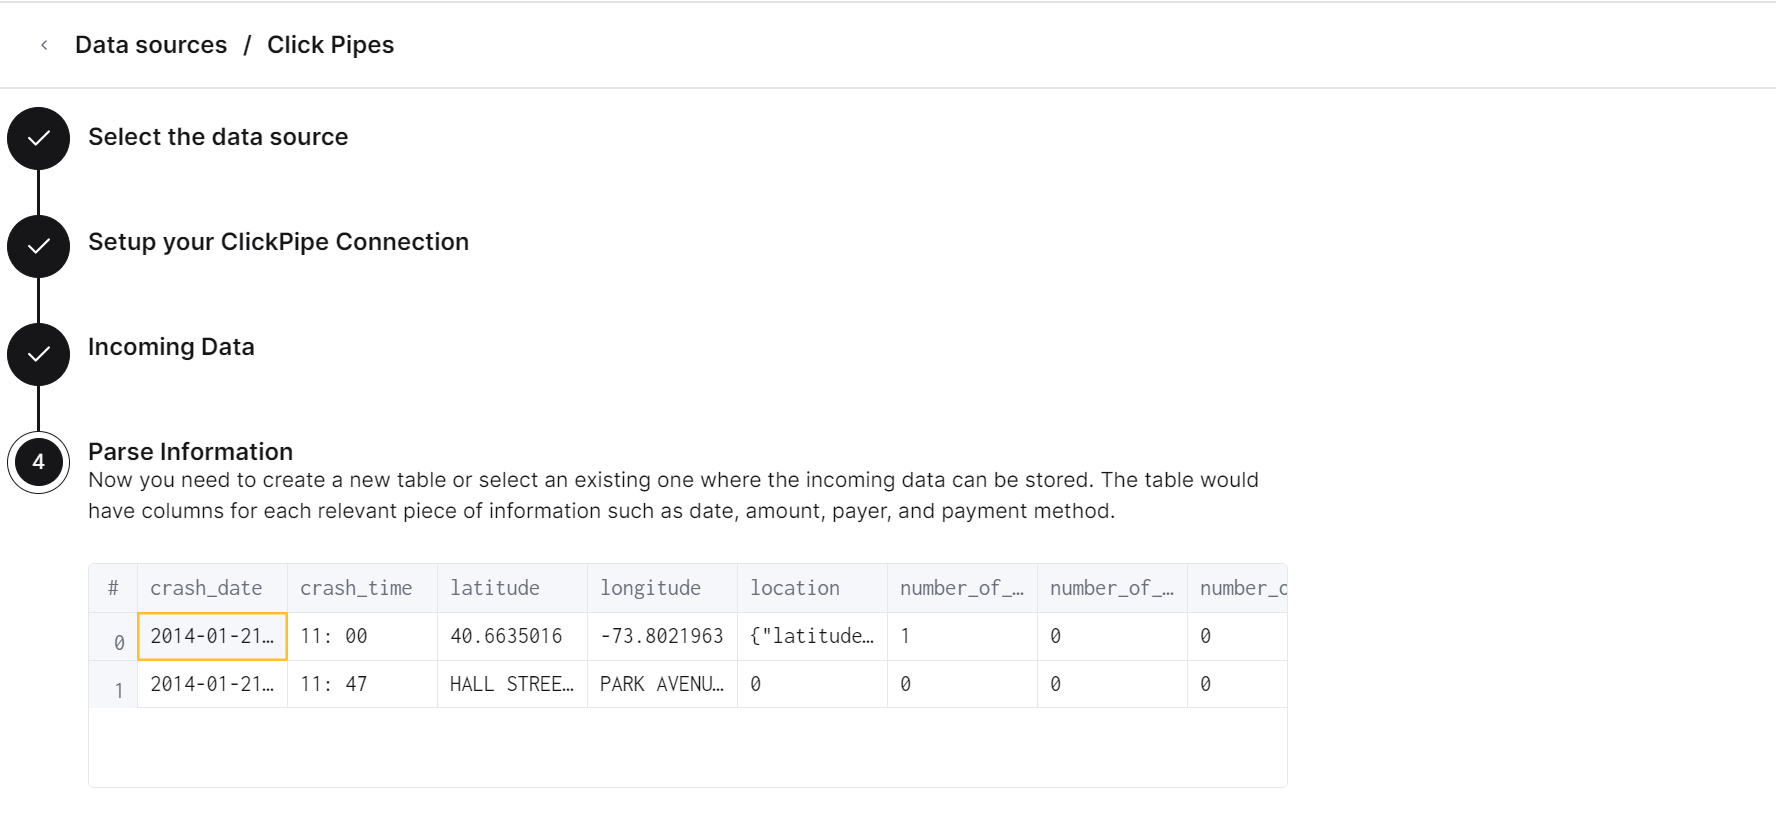 Data sources / Click Pipes
Select the data source
Setup your ClickPipe Connection
Incoming Data
4 Parse Information
Now you need to create a new table or select an existing one where the incoming data can be stored. The table would
have columns for each relevant piece of information such as date, amount, payer, and payment method.
# crash_date crash_time latitude longitude location number_of_… number_of_… number_o
0 2014-01-21… 11: 00 40.6635016 -73.8021963 {"latitude… 1 0 0
1 2014-01-21… 11: 47 HALL STREE… PARK AVENU… 0 0 0 0